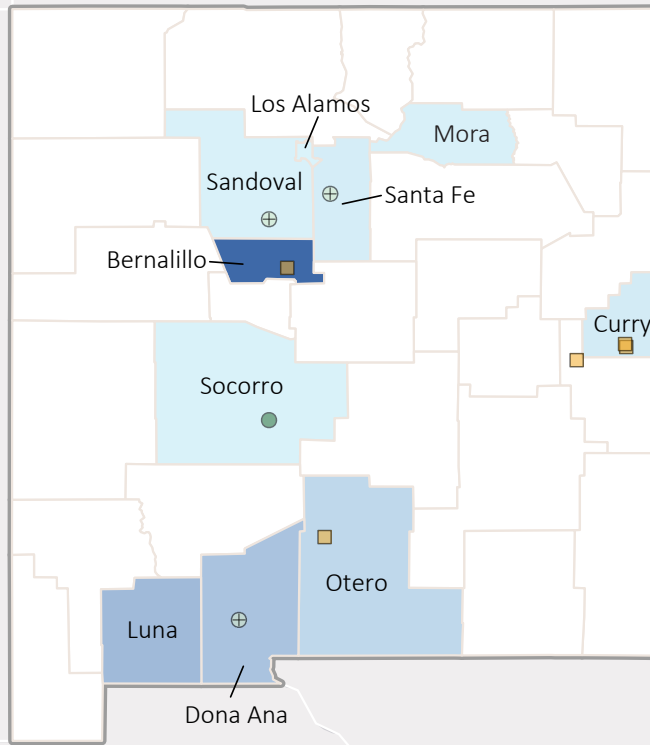 Los Alamos
Mora
Sandoval
Santa Fe
Bernalillo
Curry
Socorro
Otero
Luna
Dona Ana